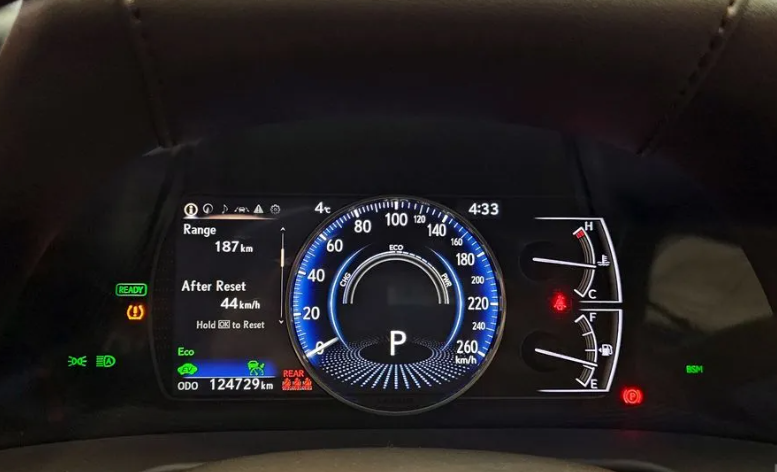 4℃
4:33
Range
187 km
After Reset
44 km/h
Hold OK to Reset
Eco
EV
ODO 124729 km
READY
REAR
0
20
40
60
80
100
120
140
160
180
200
220
240
260
km/h
CHG
ECO
PWR
P
H
C
F
E
A
P
BSM